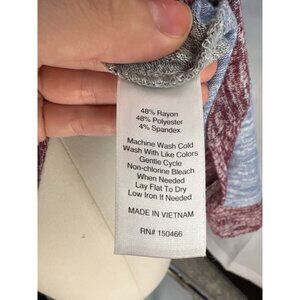 48% Rayon
48% Polyester
4% Spandex
Machine Wash Cold
Wash With Like Colors
Gentle Cycle
Non-chlorine Bleach
When Needed
Lay Flat To Dry
Low Iron If Needed
MADE IN VIETNAM
RN# 150466